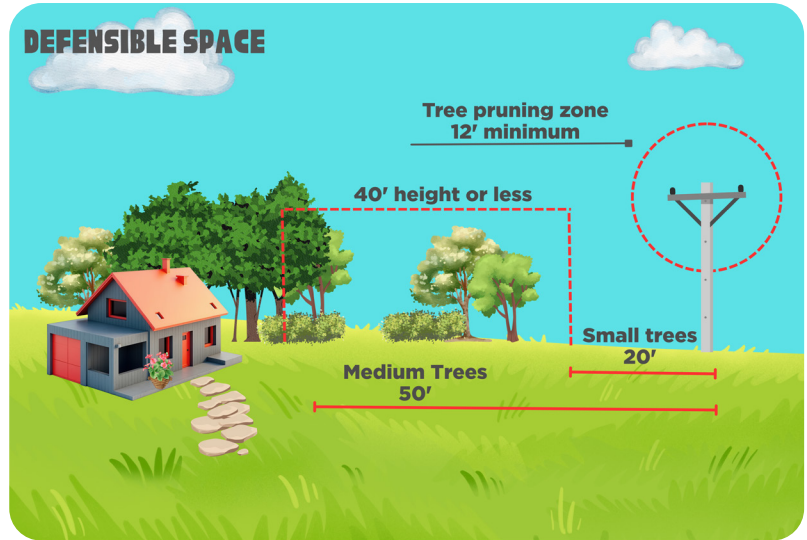 DEFENSIBLE SPACE
Tree pruning zone
12' minimum
40' height or less
Small trees
20'
Medium Trees
50'